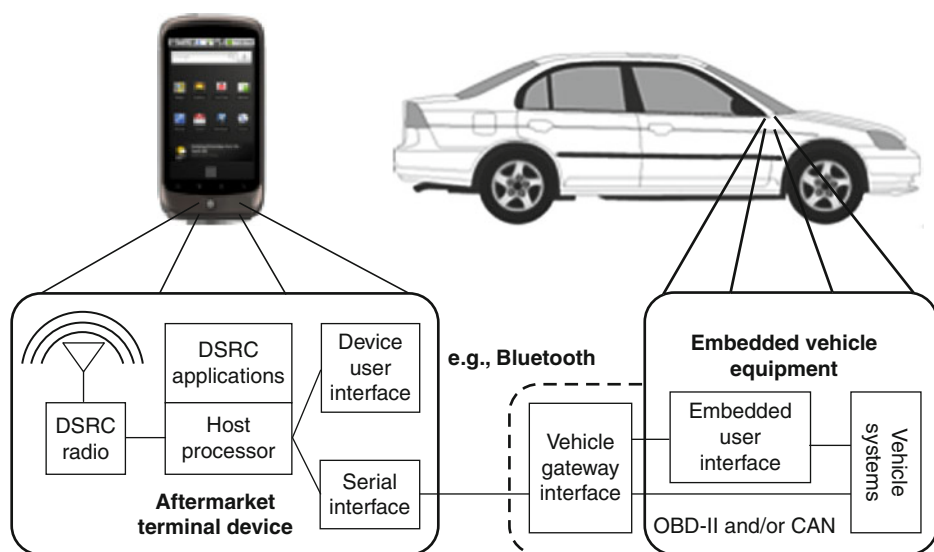 DSRC
applications
Device
user
interface
DSRC
radio
Host
processor
Serial
interface
Aftermarket
terminal device
e.g., Bluetooth
Vehicle
gateway
interface
Embedded vehicle
equipment
Embedded
user
interface
Vehicle
systems
OBD-II and/or CAN